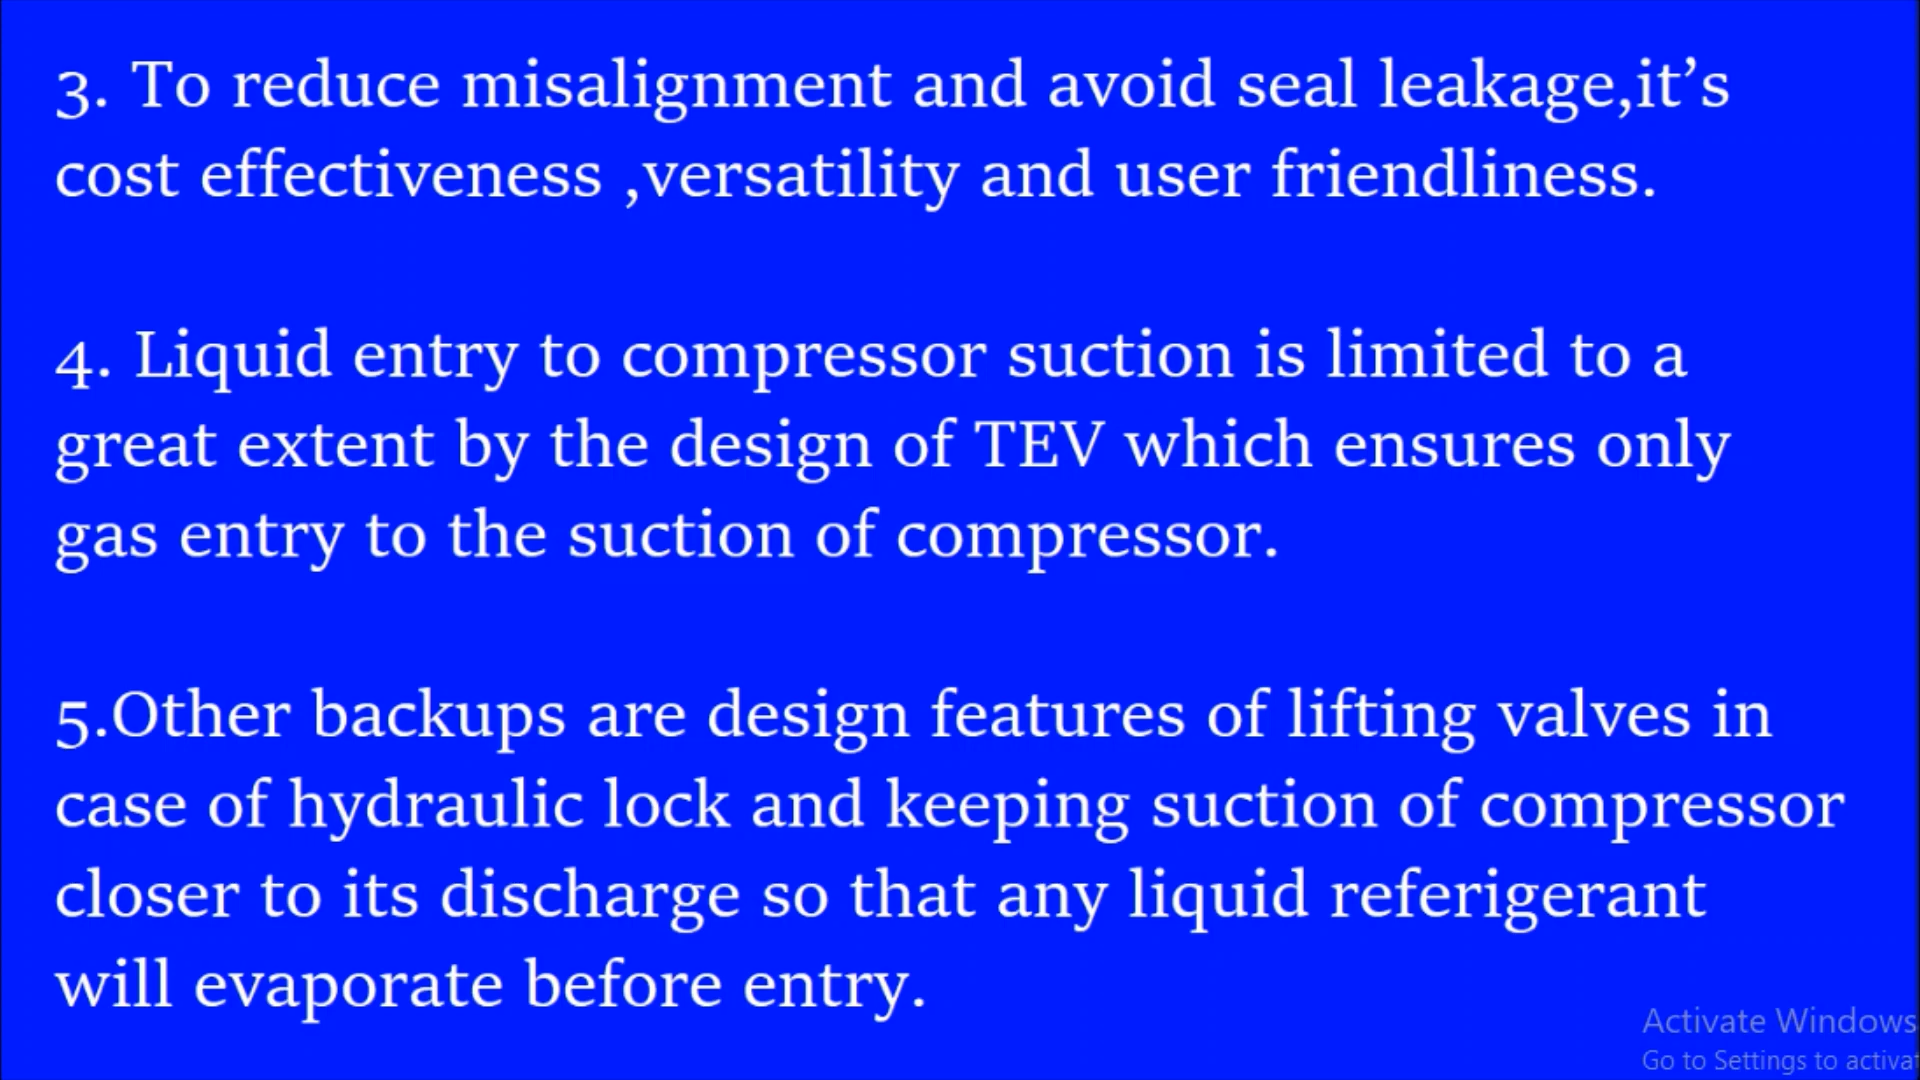 3. To reduce misalignment and avoid seal leakage,it’s
cost effectiveness ,versatility and user friendliness.
4. Liquid entry to compressor suction is limited to a
great extent by the design of TEV which ensures only
gas entry to the suction of compressor.
5.Other backups are design features of lifting valves in
case of hydraulic lock and keeping suction of compressor
closer to its discharge so that any liquid referigerant
will evaporate before entry.
Activate Windows
Go to Settings to activat